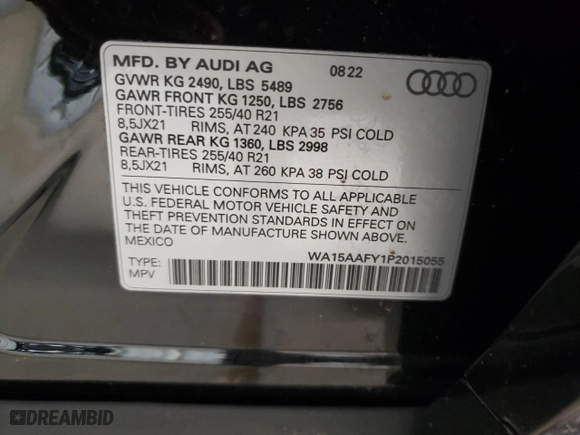 MFD. BY AUDI AG 08 22
GVWR KG 2490, LBS 5489
GAWR FRONT KG 1250, LBS 2756
FRONT-TIRES 255/40 R21
8,5JX21 RIMS, AT 240 KPA 35 PSI COLD
GAWR REAR KG 1360, LBS 2998
REAR-TIRES 255/40 R21
8,5JX21 RIMS, AT 260 KPA 38 PSI COLD
THIS VEHICLE CONFORMS TO ALL APPLICABLE
U.S. FEDERAL MOTOR VEHICLE SAFETY AND
THEFT PREVENTION STANDARDS IN EFFECT ON
THE DATE OF MANUFACTURE SHOWN ABOVE.
MEXICO
WA15AAFY1P2015055
TYPE:
MPV
DREAMBID